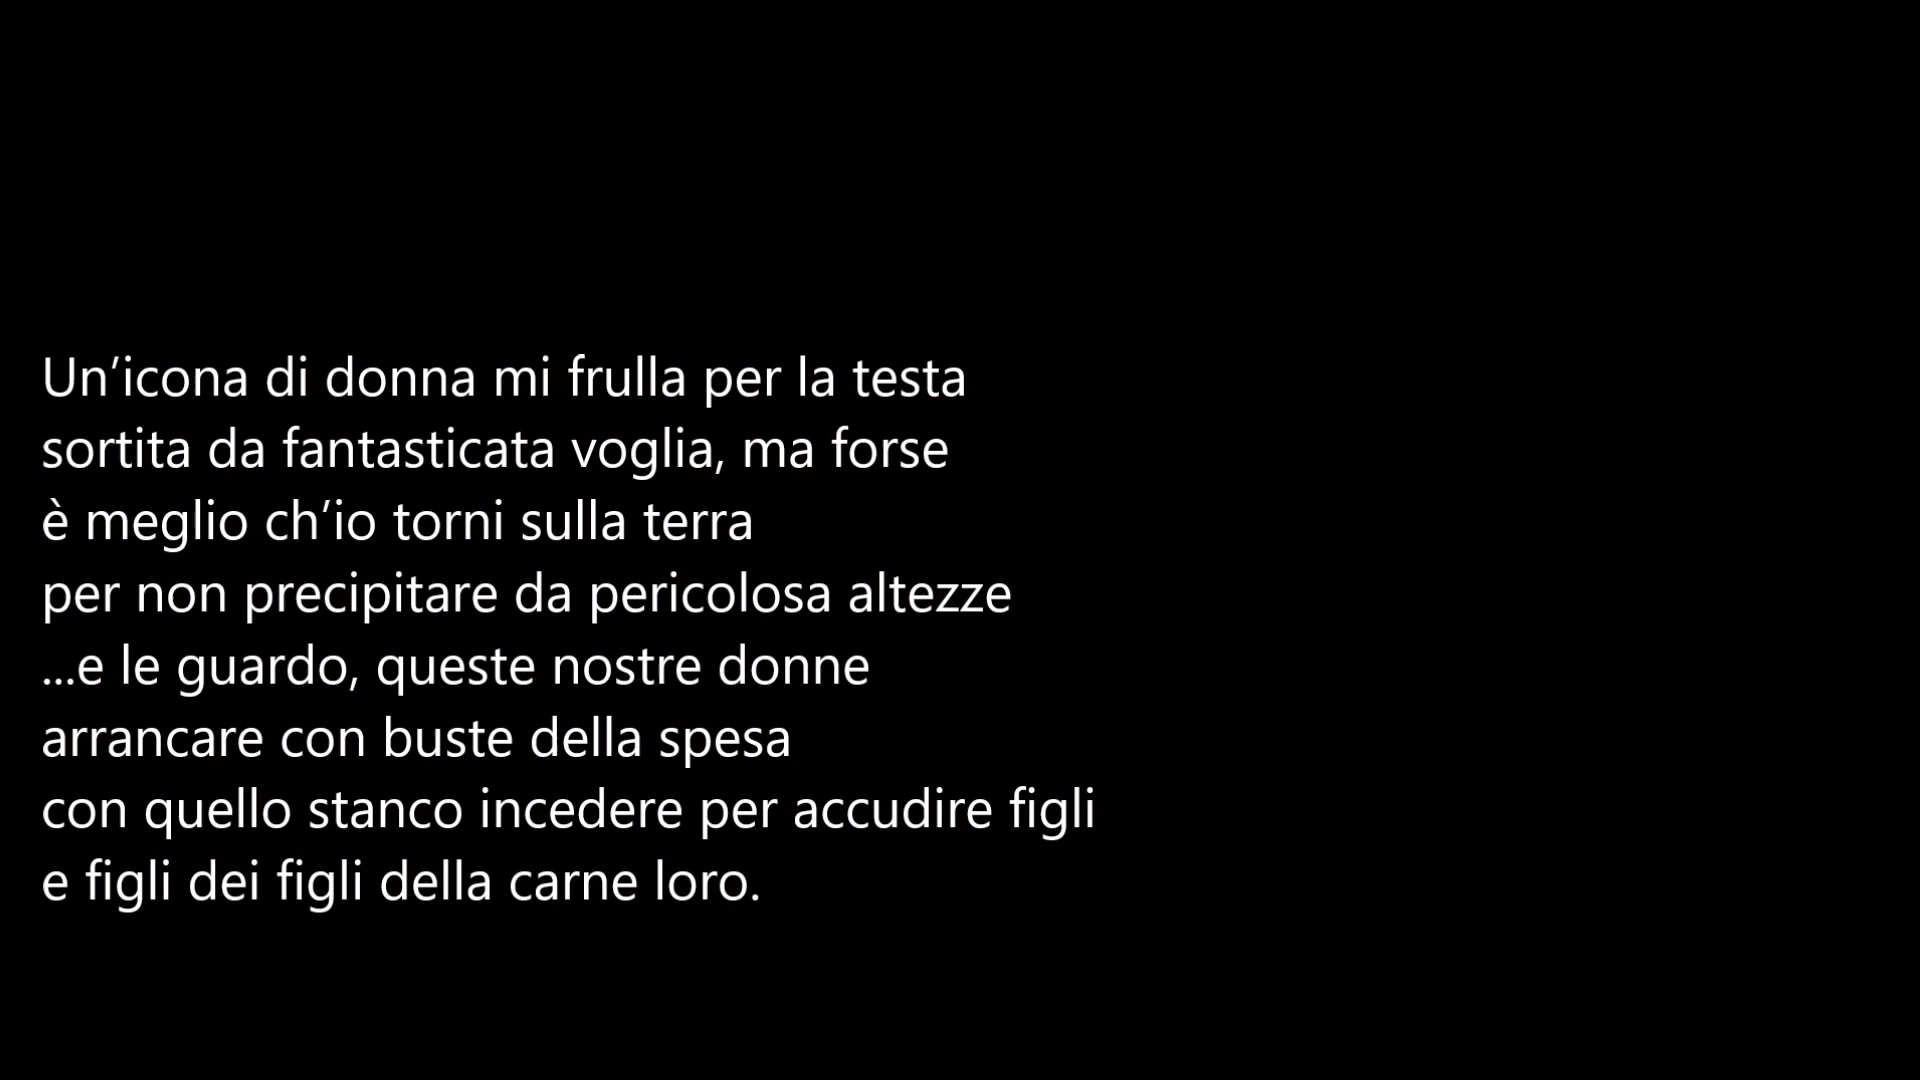 Un’icona di donna mi frulla per la testa
sortita da fantasticata voglia, ma forse
è meglio ch’io torni sulla terra
per non precipitare da pericolosa altezze
...e le guardo, queste nostre donne
arrancare con buste della spesa
con quello stanco incedere per accudire figli
e figli dei figli della carne loro.